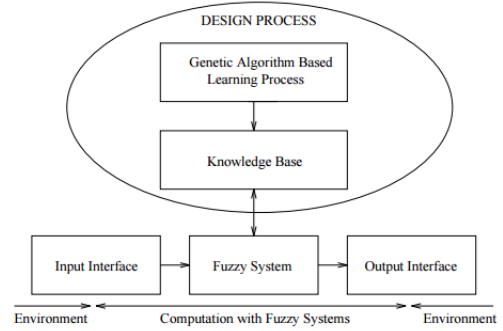 DESIGN PROCESS
Genetic Algorithm Based
Learning Process
Knowledge Base
Input Interface
Fuzzy System
Output Interface
Environment
Computation with Fuzzy Systems
Environment